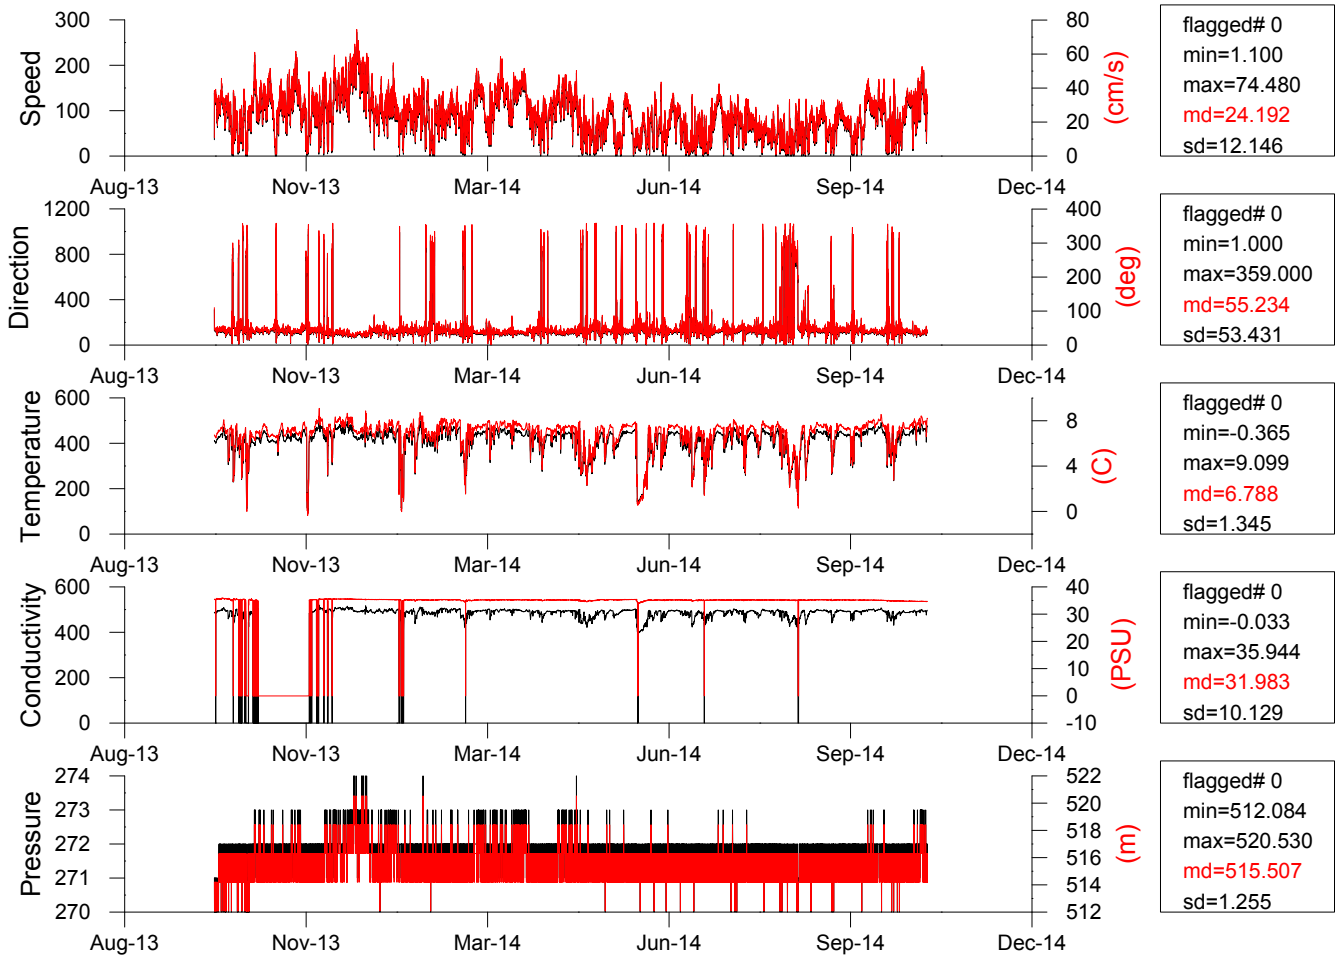 Speed
300
200
100
0
80
60
40
20
0
(cm/s)
Aug-13 Nov-13 Mar-14 Jun-14 Sep-14 Dec-14
flagged# 0
min=1.100
max=74.480
md=24.192
sd=12.146
Direction
1200
800
400
0
400
300
200
100
0
(deg)
Aug-13 Nov-13 Mar-14 Jun-14 Sep-14 Dec-14
flagged# 0
min=1.000
max=359.000
md=55.234
sd=53.431
Temperature
600
400
200
0
8
4
0
(C)
Aug-13 Nov-13 Mar-14 Jun-14 Sep-14 Dec-14
flagged# 0
min=-0.365
max=9.099
md=6.788
sd=1.345
Conductivity
600
400
200
0
40
30
20
10
0
-10
(PSU)
Aug-13 Nov-13 Mar-14 Jun-14 Sep-14 Dec-14
flagged# 0
min=-0.033
max=35.944
md=31.983
sd=10.129
Pressure
274
273
272
271
270
522
520
518
516
514
512
(m)
Aug-13 Nov-13 Mar-14 Jun-14 Sep-14 Dec-14
flagged# 0
min=512.084
max=520.530
md=515.507
sd=1.255